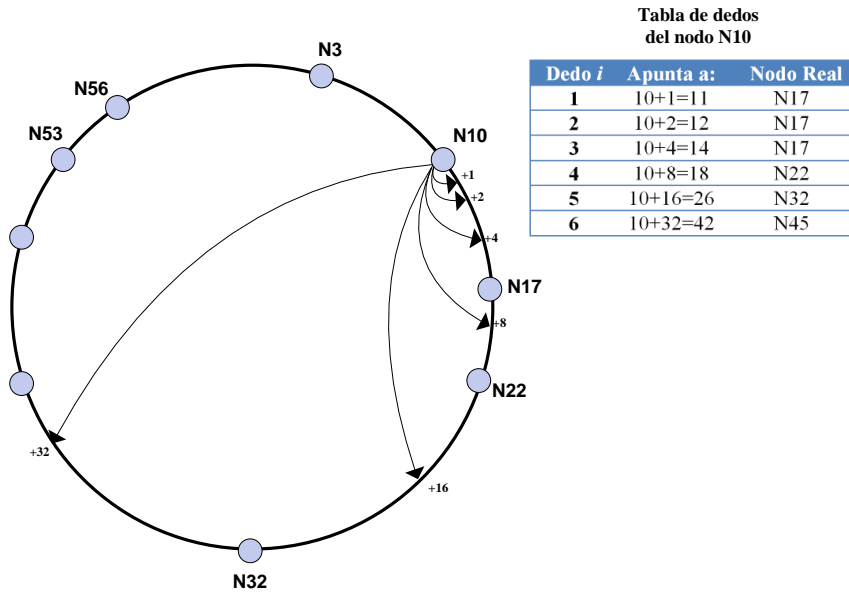 Tabla de dedos
del nodo N10
Dedo i Apunta a: Nodo Real
1 10+1=11 N17
2 10+2=12 N17
3 10+4=14 N17
4 10+8=18 N22
5 10+16=26 N32
6 10+32=42 N45
N3
N56
N53
N10
+1
+2
+4
N17
+8
N22
+32
+16
N32